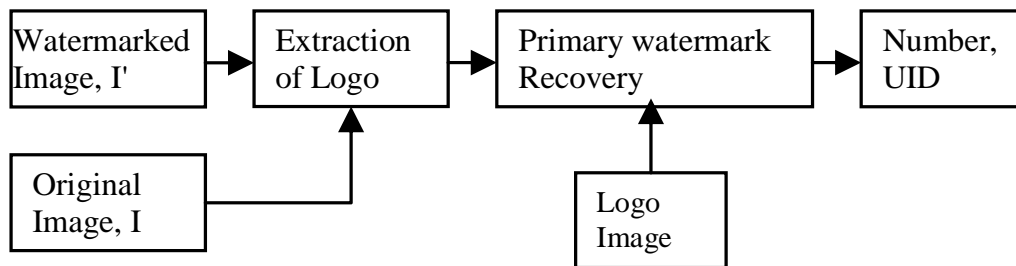 Watermarked
Image, I'
Extraction
of Logo
Primary watermark
Recovery
Number,
UID
Original
Image, I
Logo
Image